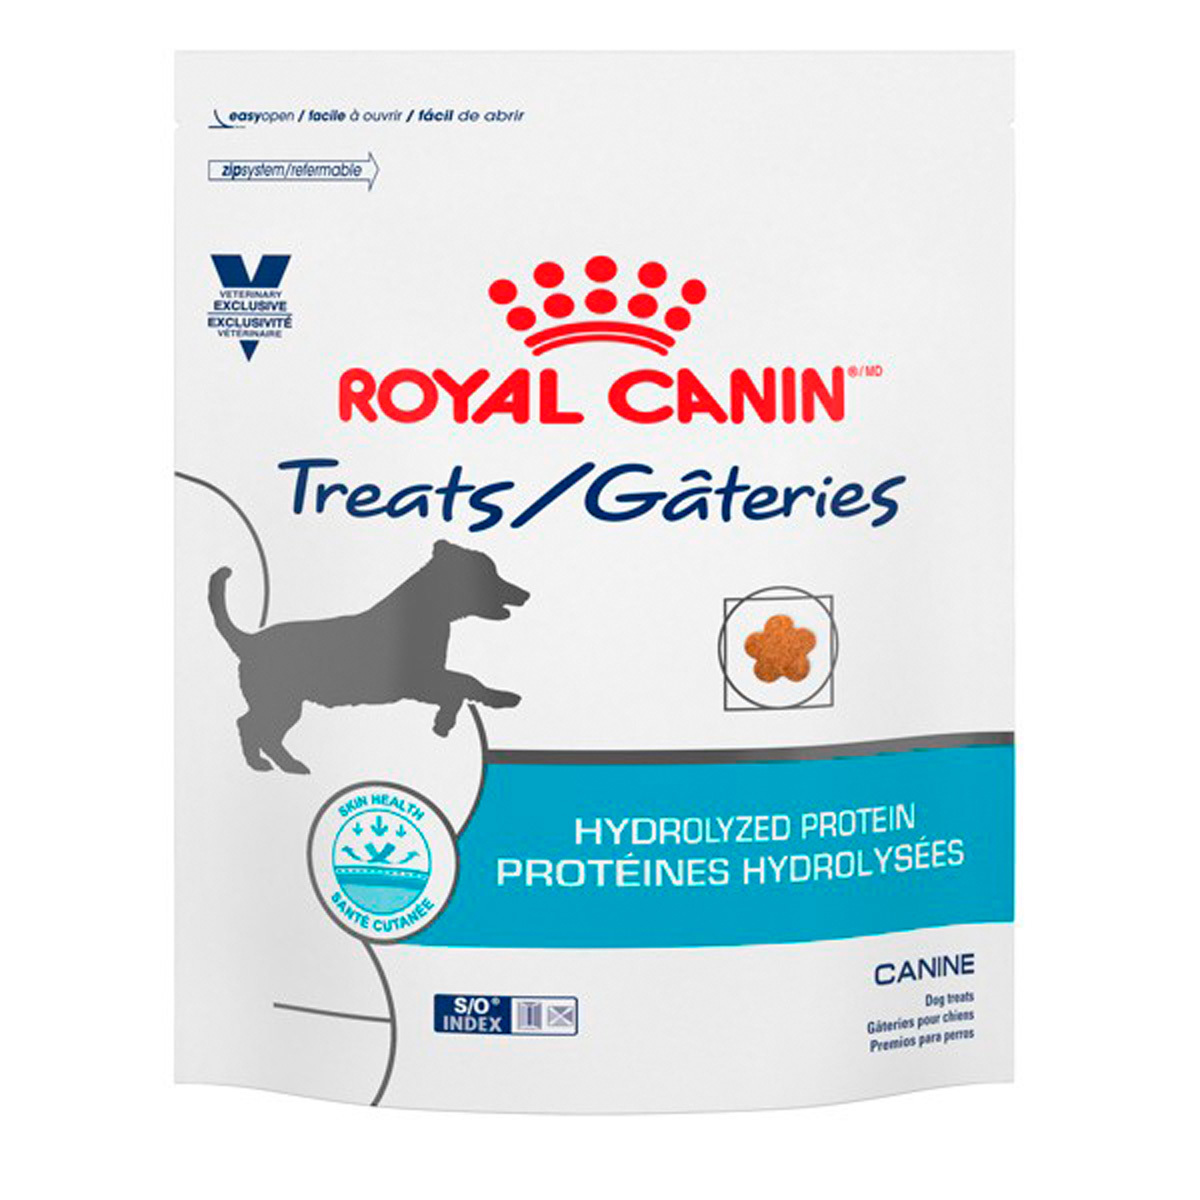 easyopen / facile à ouvrir / fácil de abrir
zipsystem/refermable
VETERINARY
EXCLUSIVE
EXCLUSIVITÉ
VÉTÉRINAIRE
ROYAL CANIN®/MD
Treats/Gâteries
SKIN HEALTH
SANTÉ CUTANÉE
HYDROLYZED PROTEIN
PROTÉINES HYDROLYSÉES
S/O®
INDEX
CANINE
Dog treats
Gâteries pour chiens
Premios para perros